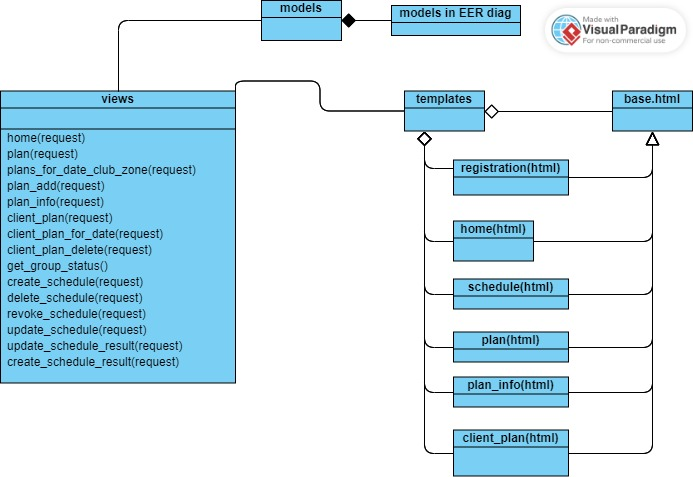 models
models in EER diag
Made with
VisualParadigm
For non-commercial use
views
home(request)
plan(request)
plans_for_date_club_zone(request)
plan_add(request)
plan_info(request)
client_plan(request)
client_plan_for_date(request)
client_plan_delete(request)
get_group_status()
create_schedule(request)
delete_schedule(request)
revoke_schedule(request)
update_schedule(request)
update_schedule_result(request)
create_schedule_result(request)
templates
base.html
registration(html)
home(html)
schedule(html)
plan(html)
plan_info(html)
client_plan(html)